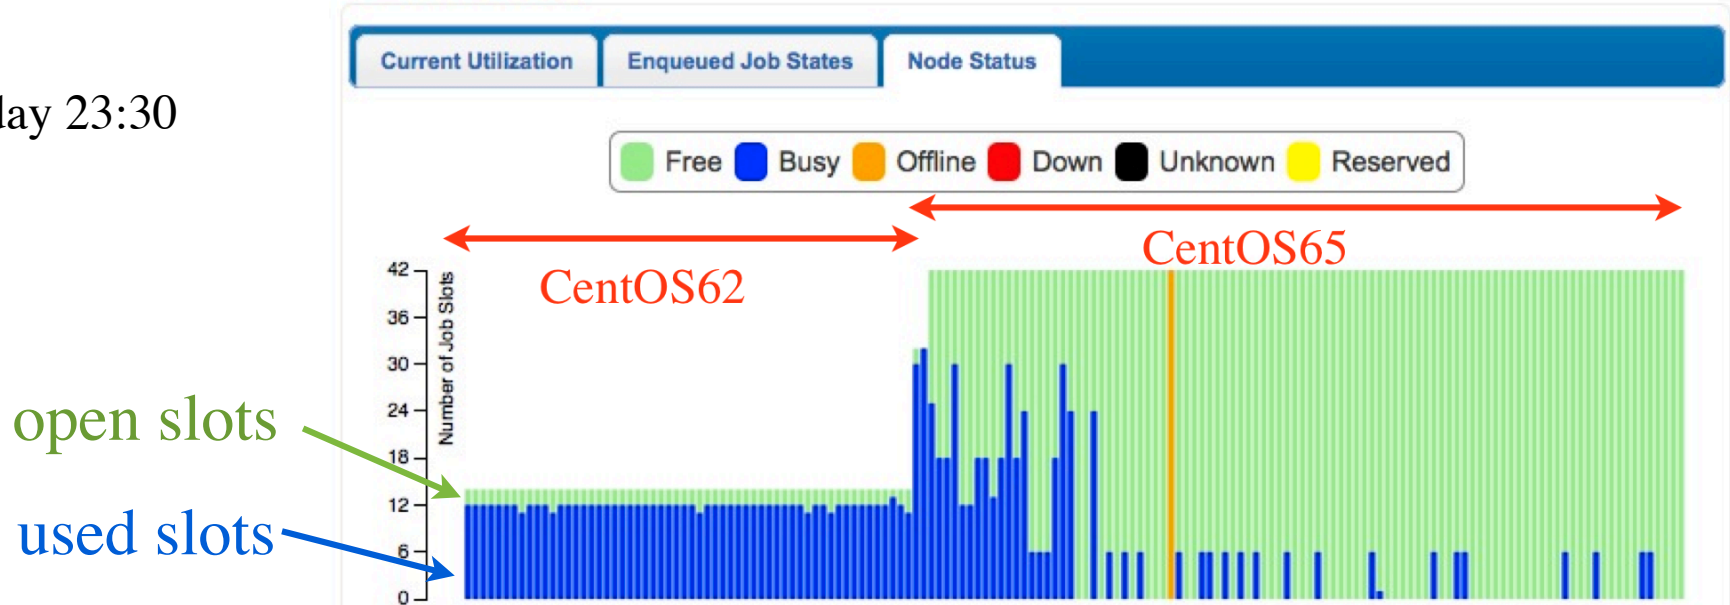 Current Utilization Enqueued Job States Node Status
23:30
Free Busy Offline Down Unknown Reserved
CentOS65
CentOS62
42
36
30
24
18
12
6
0
Number of Job Slots
open slots
used slots